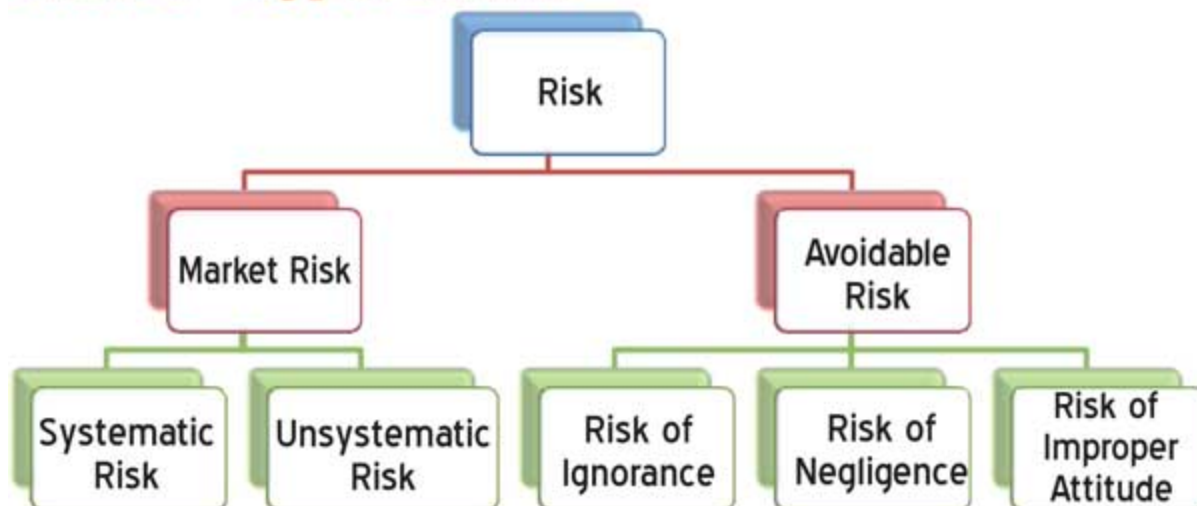 Risk
Market Risk
Avoidable
Risk
Systematic
Risk
Unsystematic
Risk
Risk of
Ignorance
Risk of
Negligence
Risk of
Improper
Attitude